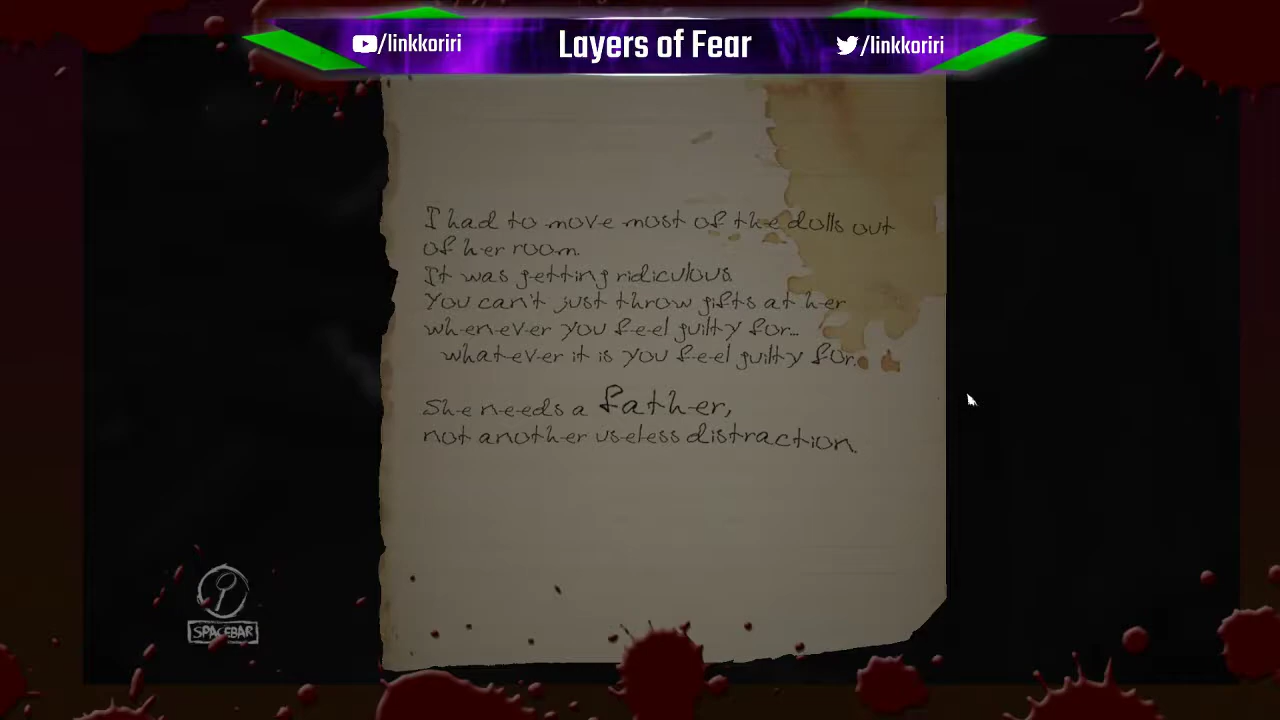 /linkkoriri
Layers of Fear
/linkkoriri
I had to move most of the dolls out
of her room.
It was getting ridiculous.
You can't just throw gifts at her
whenever you feel guilty for...
whatever it is you feel guilty for.
She needs a father,
not another useless distraction.
SPACEBAR